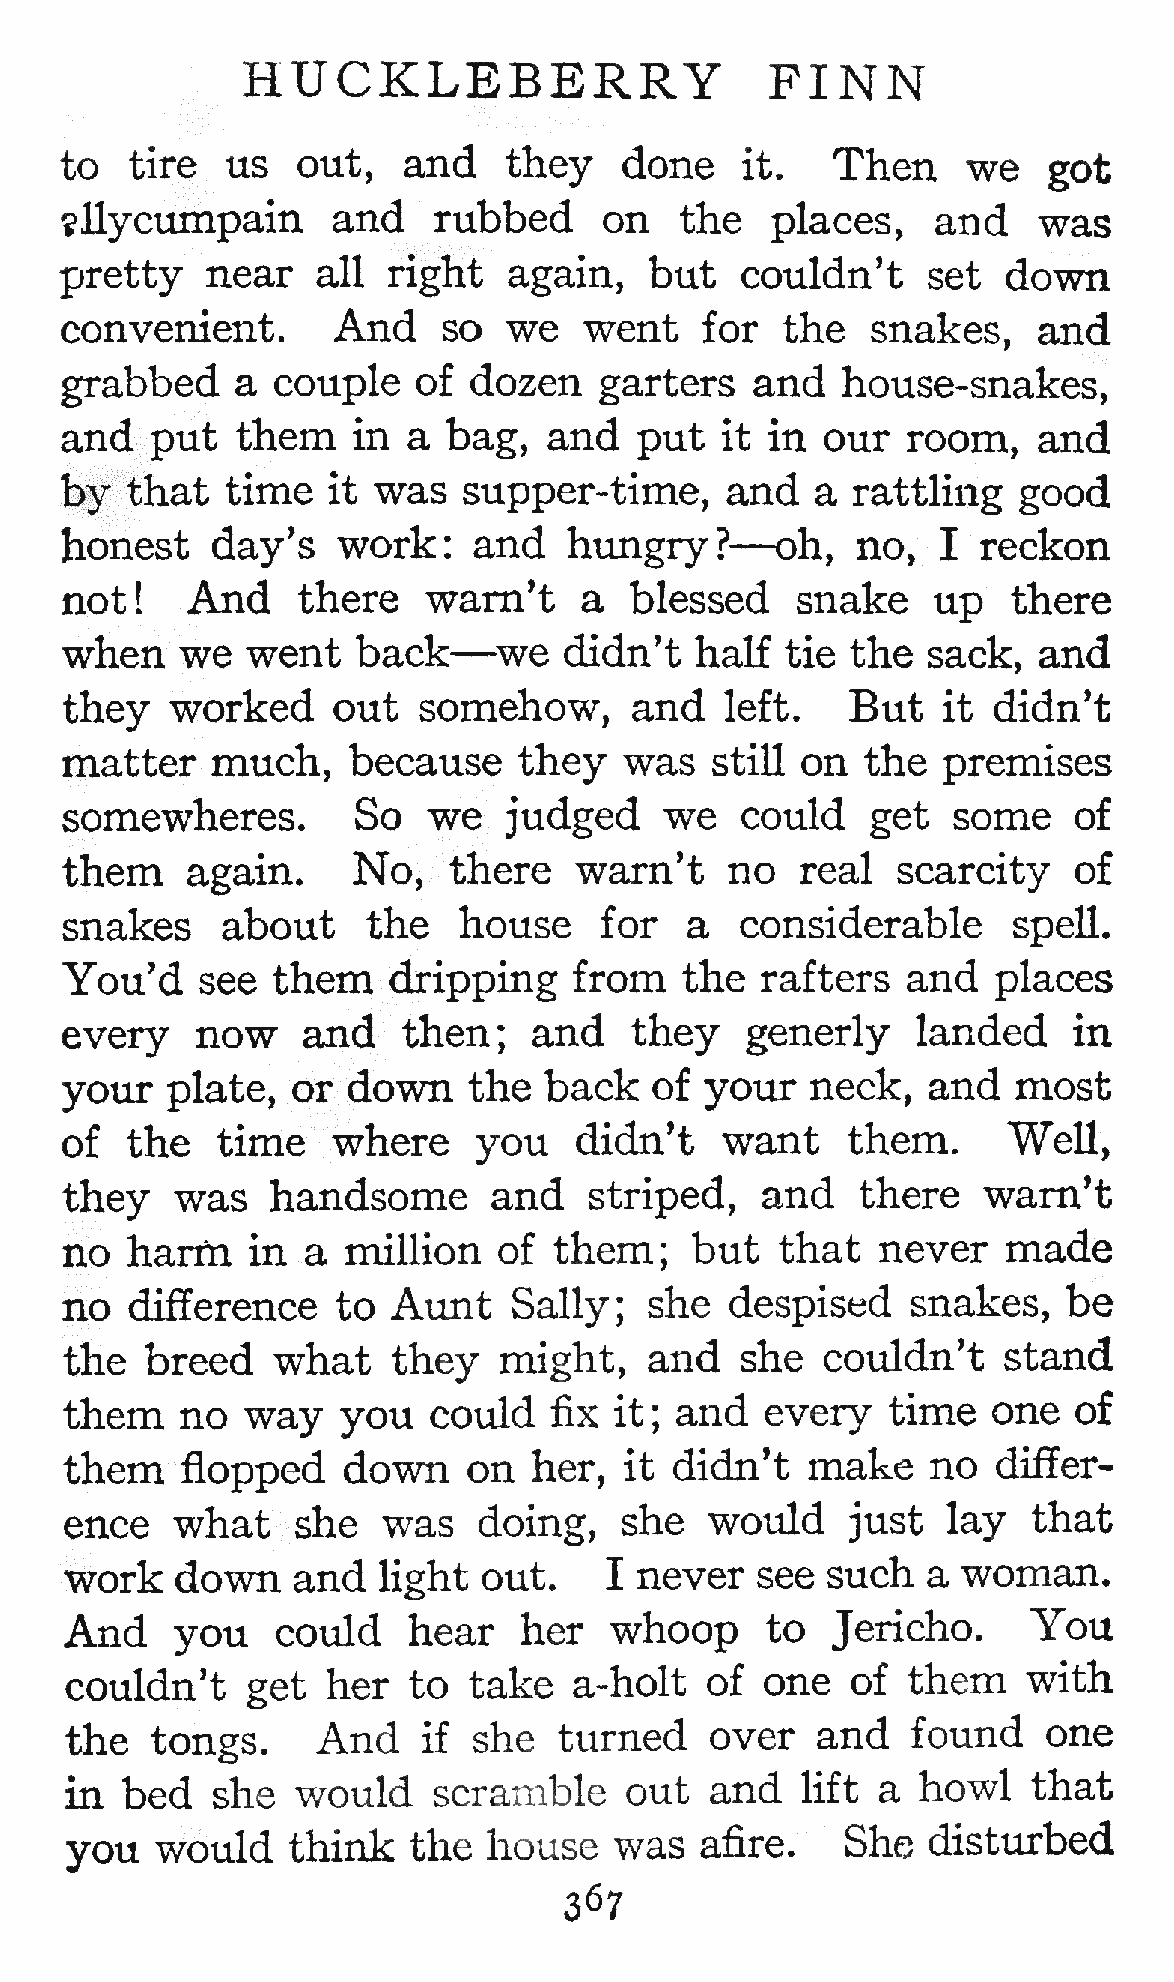 HUCKLEBERRY FINN
to tire us out, and they done it. Then we got
allycumpain and rubbed on the places, and was
pretty near all right again, but couldn't set down
convenient. And so we went for the snakes, and
grabbed a couple of dozen garters and house-snakes,
and put them in a bag, and put it in our room, and
by that time it was supper-time, and a rattling good
honest day's work: and hungry?—oh, no, I reckon
not! And there warn't a blessed snake up there
when we went back—we didn't half tie the sack, and
they worked out somehow, and left. But it didn't
matter much, because they was still on the premises
somewheres. So we judged we could get some of
them again. No, there warn't no real scarcity of
snakes about the house for a considerable spell.
You'd see them dripping from the rafters and places
every now and then; and they generly landed in
your plate, or down the back of your neck, and most
of the time where you didn't want them. Well,
they was handsome and striped, and there warn't
no harm in a million of them; but that never made
no difference to Aunt Sally; she despised snakes, be
the breed what they might, and she couldn't stand
them no way you could fix it; and every time one of
them flopped down on her, it didn't make no differ-
ence what she was doing, she would just lay that
work down and light out. I never see such a woman.
And you could hear her whoop to Jericho. You
couldn't get her to take a-holt of one of them with
the tongs. And if she turned over and found one
in bed she would scramble out and lift a howl that
you would think the house was afire. She disturbed
367